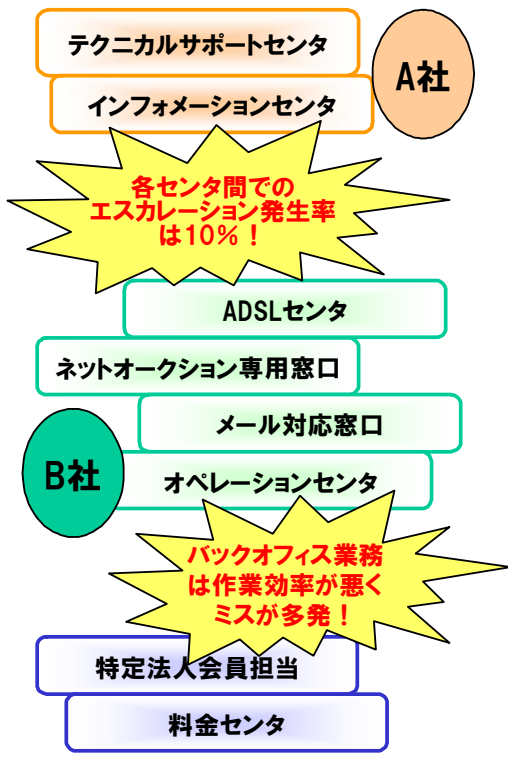 テクニカルサポートセンタ
A社
インフォメーションセンタ
各センタ間での
エスカレーション発生率
は10%！
ADSLセンタ
ネットオークション専用窓口
メール対応窓口
B社
オペレーションセンタ
バックオフィス業務
は作業効率が悪く
ミスが多発！
特定法人会員担当
料金センタ